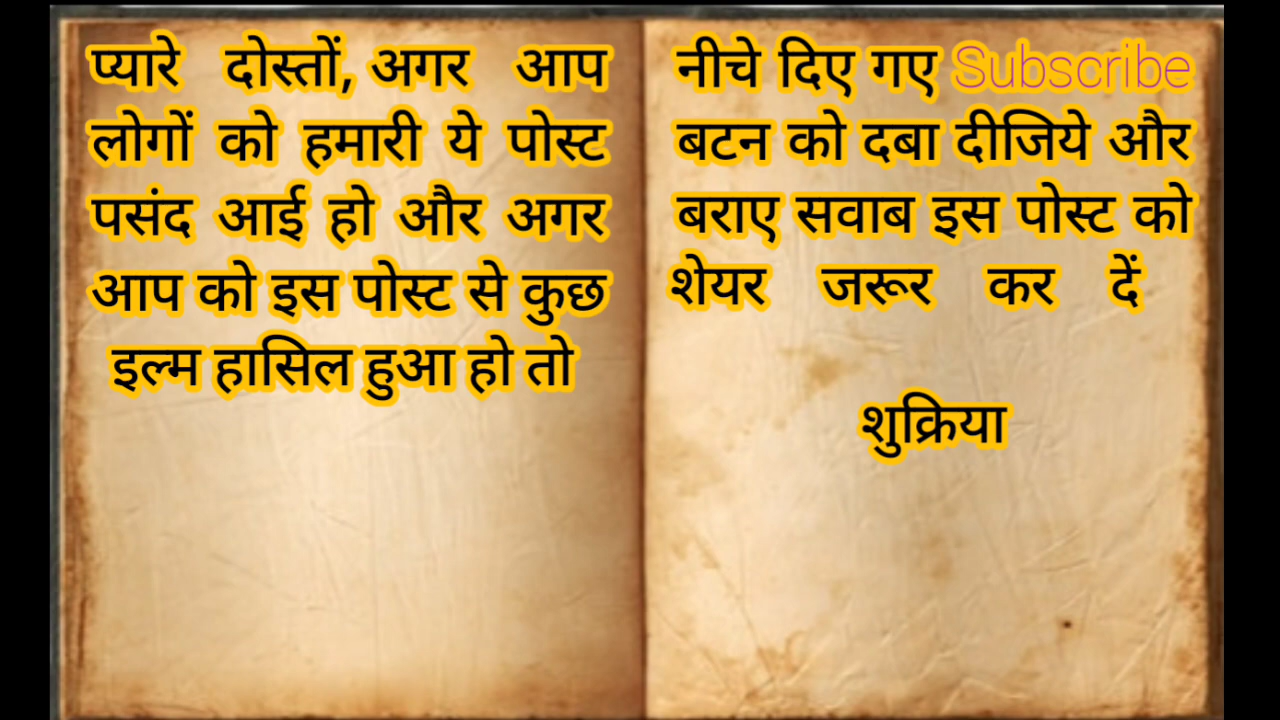 प्यारे दोस्तों, अगर आप
लोगों को हमारी ये पोस्ट
पसंद आई हो और अगर
आप को इस पोस्ट से कुछ
इल्म हासिल हुआ हो तो
नीचे दिए गए Subscribe
बटन को दबा दीजिये और
बराए सवाब इस पोस्ट को
शेयर जरूर कर दें
शुक्रिया